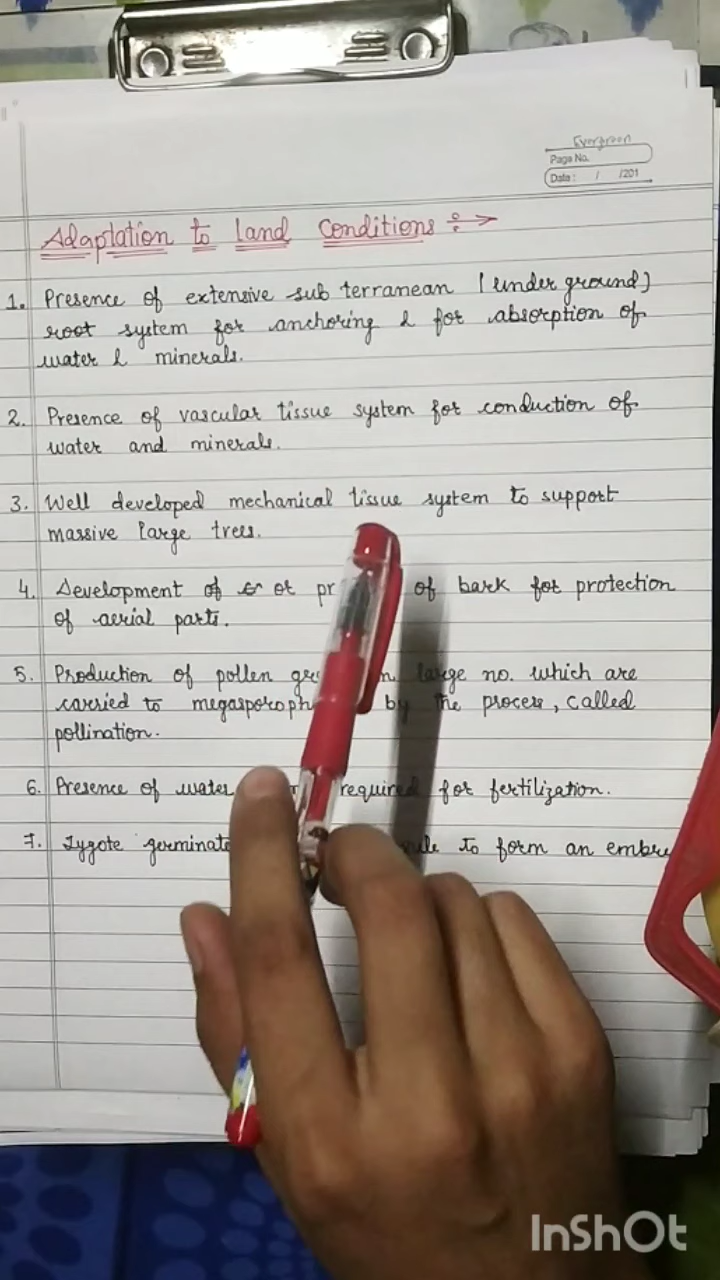 Evergreen
Page No.
Date : / /201
Adaptation to land Conditions ÷→
1. Presence of extensive sub terranean (under ground)
root system for anchoring & for absorption of
water & minerals.
2. Presence of vascular tissue system for conduction of
water and minerals.
3. Well developed mechanical tissue system to support
massive large trees.
4. Development of or of bark for protection
of aerial parts.
5. Production of pollen large no. which are
carried to by the process, called
pollination.
6. Presence of water required for fertilization.
7. Zygote to form an
InShOt